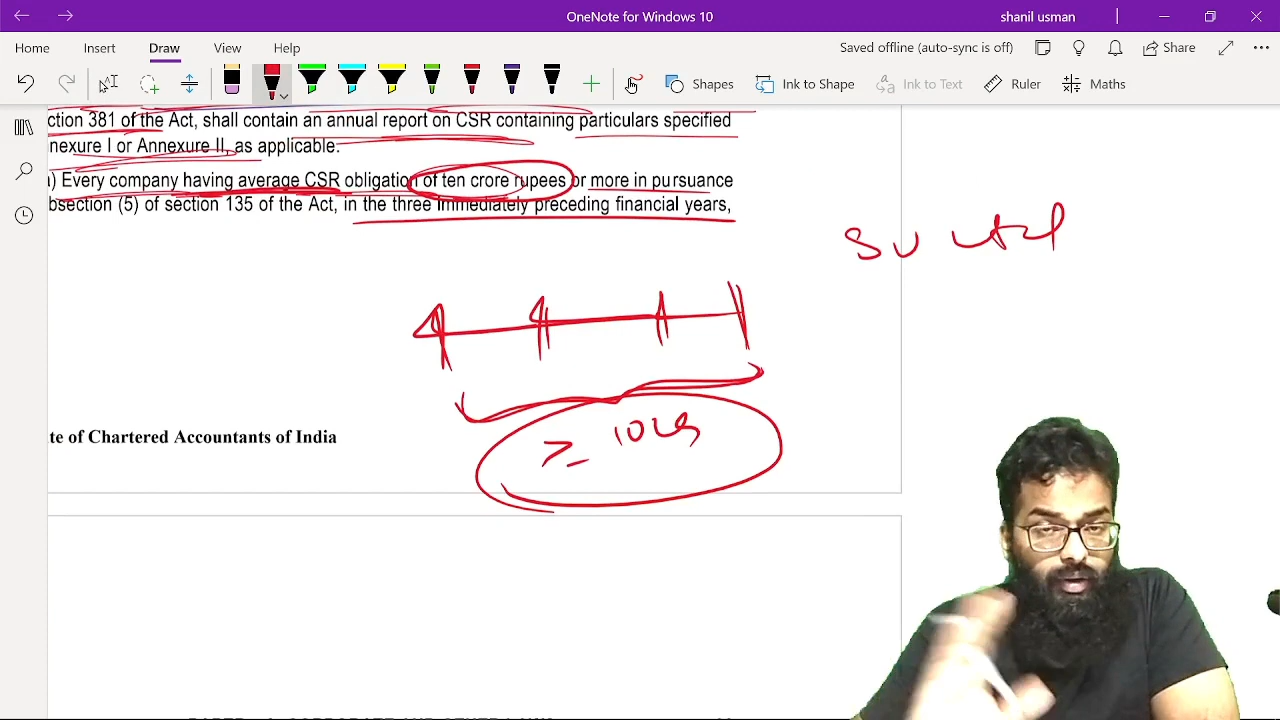 OneNote for Windows 10
shanil usman
Home Insert Draw View Help
Saved offline (auto-sync is off)
Share
Shapes
Ink to Shape
Ink to Text
Ruler
Maths
ction 381 of the Act, shall contain an annual report on CSR containing particulars specified
nexure I or Annexure II, as applicable.
) Every company having average CSR obligation of ten crore rupees or more in pursuance
bsection (5) of section 135 of the Act, in the three immediately preceding financial years,
≥ 10
te of Chartered Accountants of India